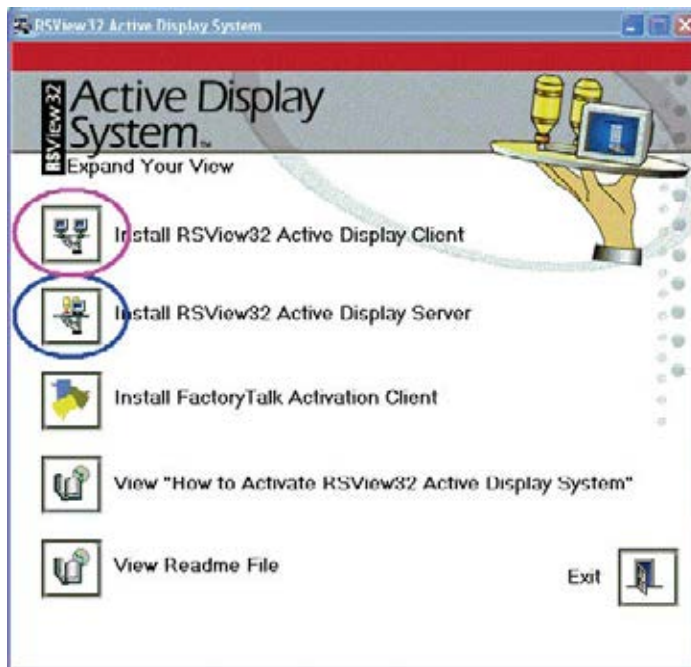 RSView32 Active Display System
RSView32
Active Display
System™
Expand Your View
Install RSView32 Active Display Client
Install RSView32 Active Display Server
Install FactoryTalk Activation Client
View "How to Activate RSView32 Active Display System"
View Readme File
Exit